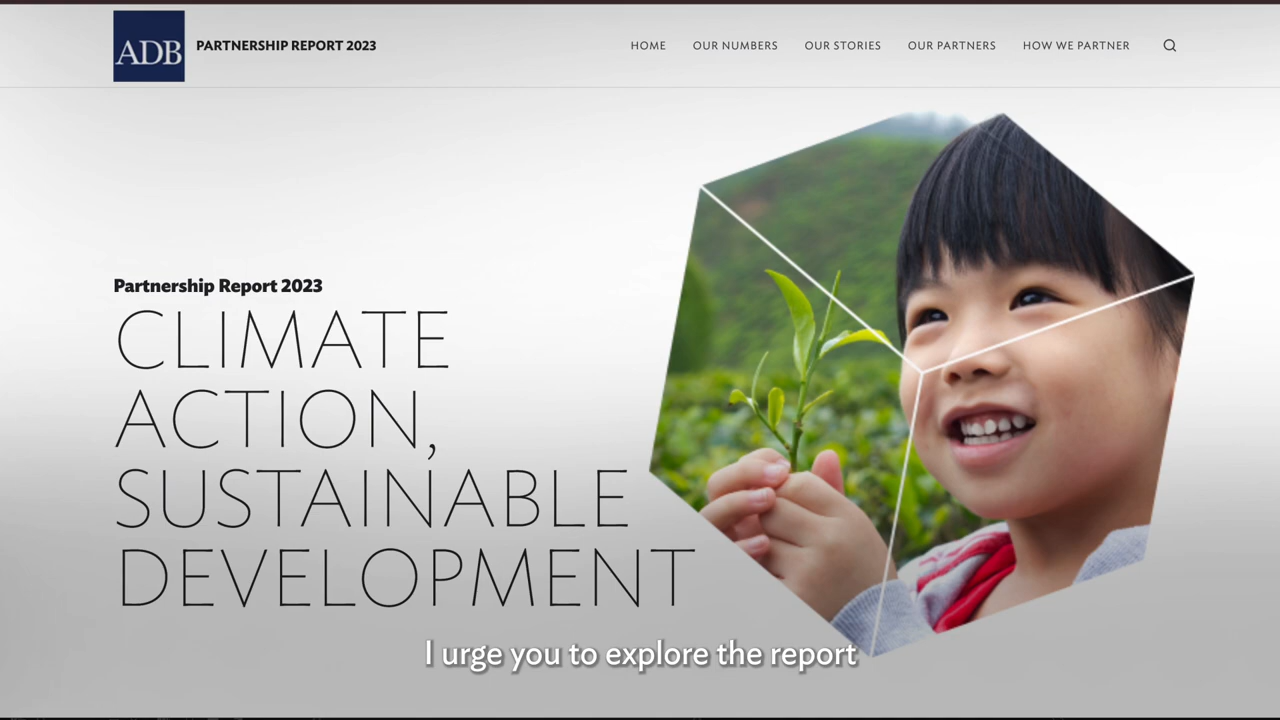 ADB
PARTNERSHIP REPORT 2023
HOME
OUR NUMBERS
OUR STORIES
OUR PARTNERS
HOW WE PARTNER
Partnership Report 2023
CLIMATE
ACTION,
SUSTAINABLE
DEVELOPMENT
I urge you to explore the report